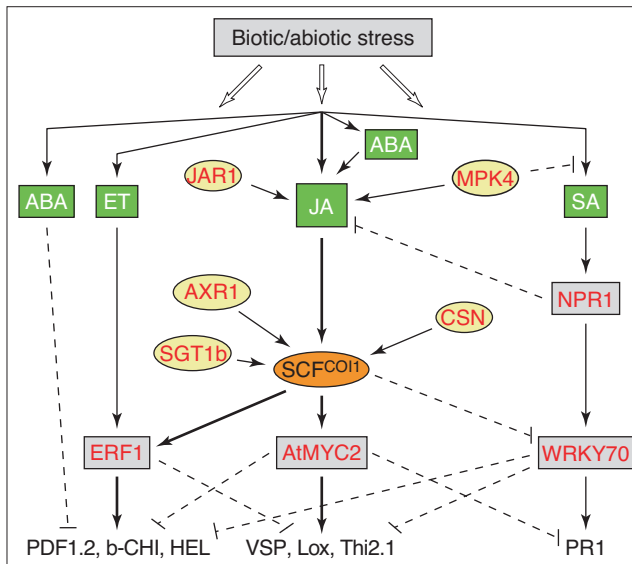 Biotic/abiotic stress
ABA
JAR1
MPK4
ABA
ET
JA
SA
NPR1
AXR1
CSN
SGT1b
SCFCOI1
ERF1
AtMYC2
WRKY70
PDF1.2, b-CHI, HEL
VSP, Lox, Thi2.1
PR1